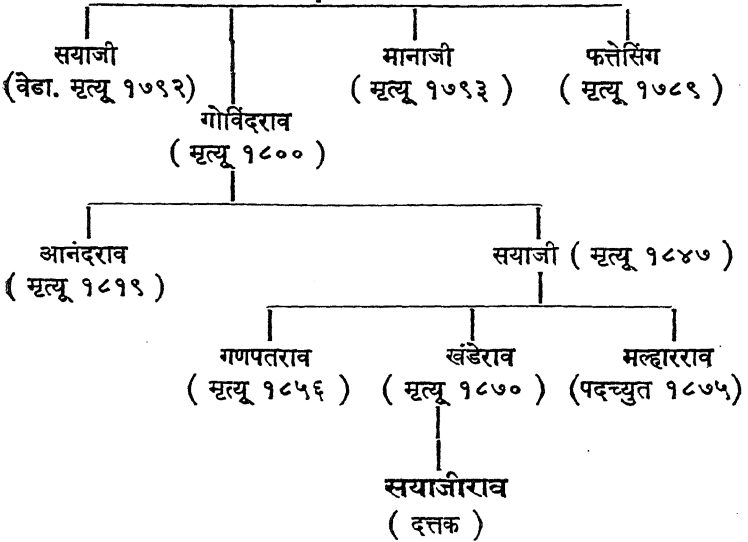 सयाजी
(वेडा. मृत्यू १७९२)
मानाजी
( मृत्यू १७९३ )
फत्तेसिंग
( मृत्यू १७८९ )
गोविंदराव
( मृत्यू १८०० )
आनंदराव
( मृत्यू १८१९ )
सयाजी ( मृत्यू १८४७ )
गणपतराव
( मृत्यू १८५६ )
खंडेराव
( मृत्यू १८७० )
मल्हारराव
(पदच्युत १८७५)
सयाजीराव
( दत्तक )